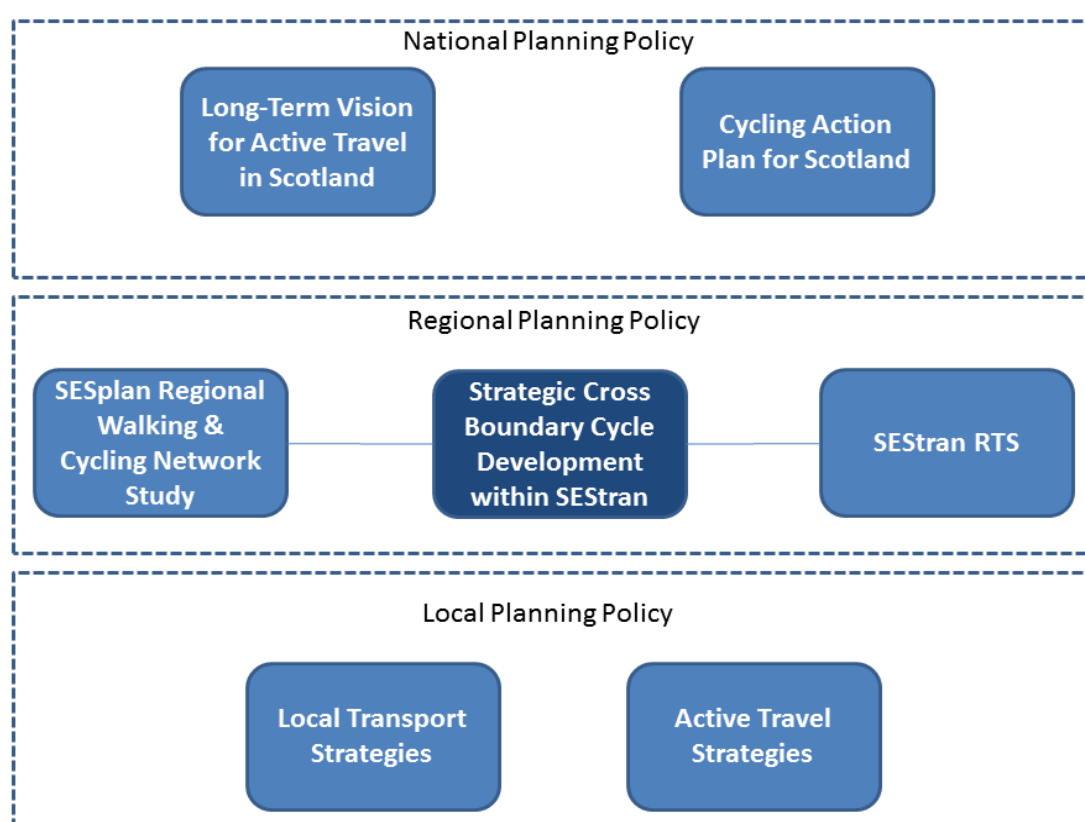 National Planning Policy
Long-Term Vision
for Active Travel
in Scotland
Cycling Action
Plan for Scotland
Regional Planning Policy
SESplan Regional
Walking &
Cycling Network
Study
Strategic Cross
Boundary Cycle
Development
within SEStran
SEStran RTS
Local Planning Policy
Local Transport
Strategies
Active Travel
Strategies